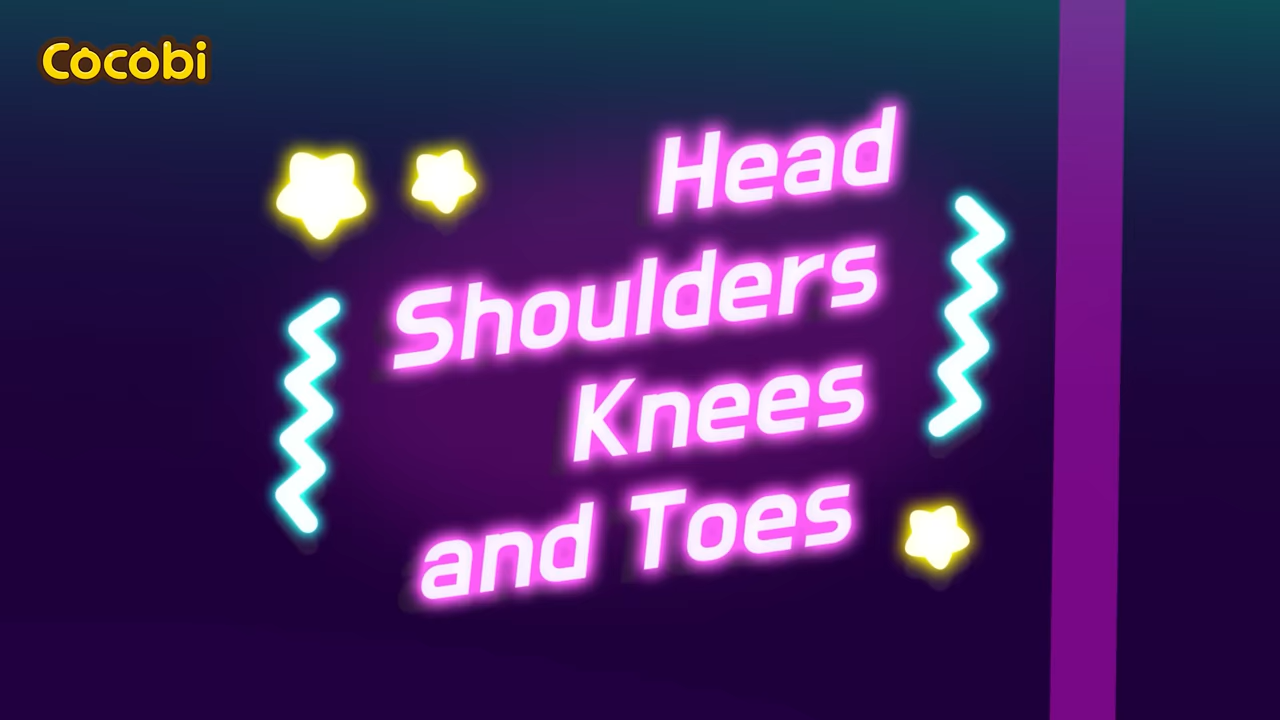 Cocobi
Head
Shoulders
Knees
and Toes